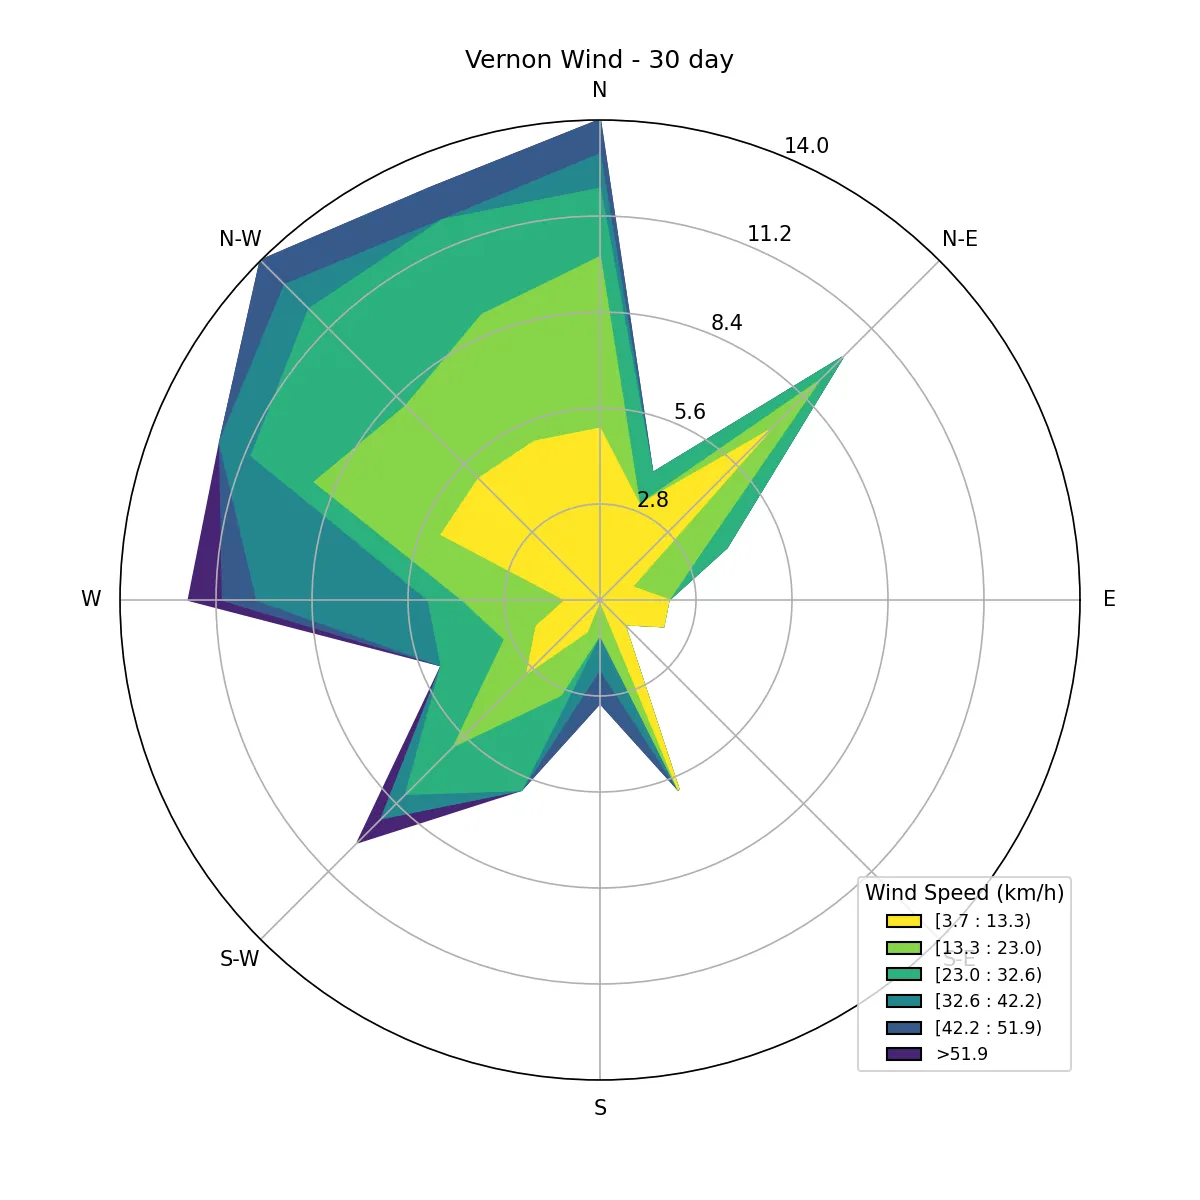 Vernon Wind - 30 day
N
14.0
11.2
N-W
N-E
8.4
5.6
2.8
W
E
Wind Speed (km/h)
[3.7 : 13.3)
[13.3 : 23.0)
S-W
S-E
[23.0 : 32.6)
[32.6 : 42.2)
[42.2 : 51.9)
>51.9
S